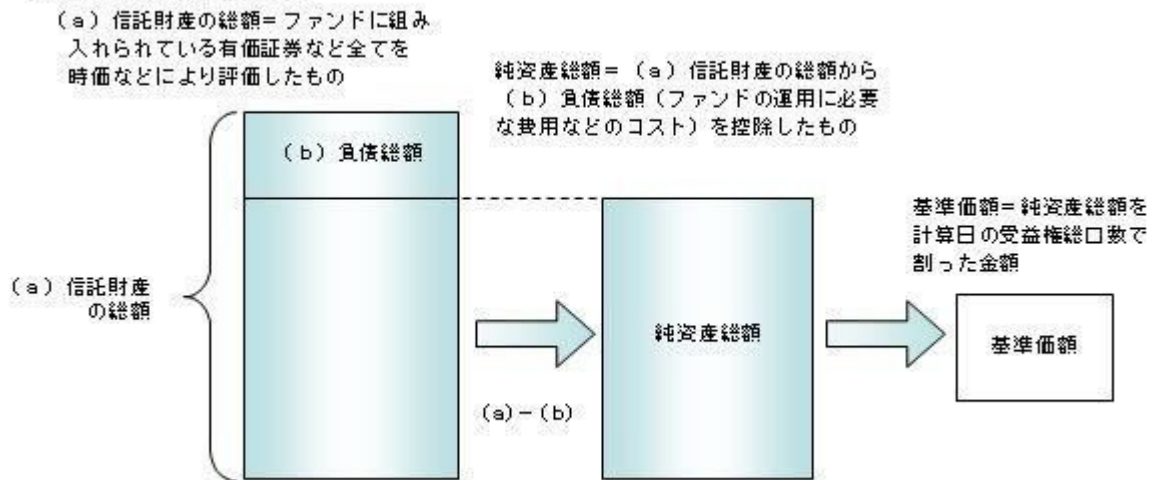 （a）信託財産の総額＝ファンドに組み
入れられている有価証券など全てを
時価などにより評価したもの
純資産総額＝（a）信託財産の総額から
（b）負債総額（ファンドの運用に必要
な費用などのコスト）を控除したもの
（b）負債総額
基準価額＝純資産総額を
計算日の受益権総口数で
割った金額
（a）信託財産
の総額
純資産総額
基準価額
（a）－（b）